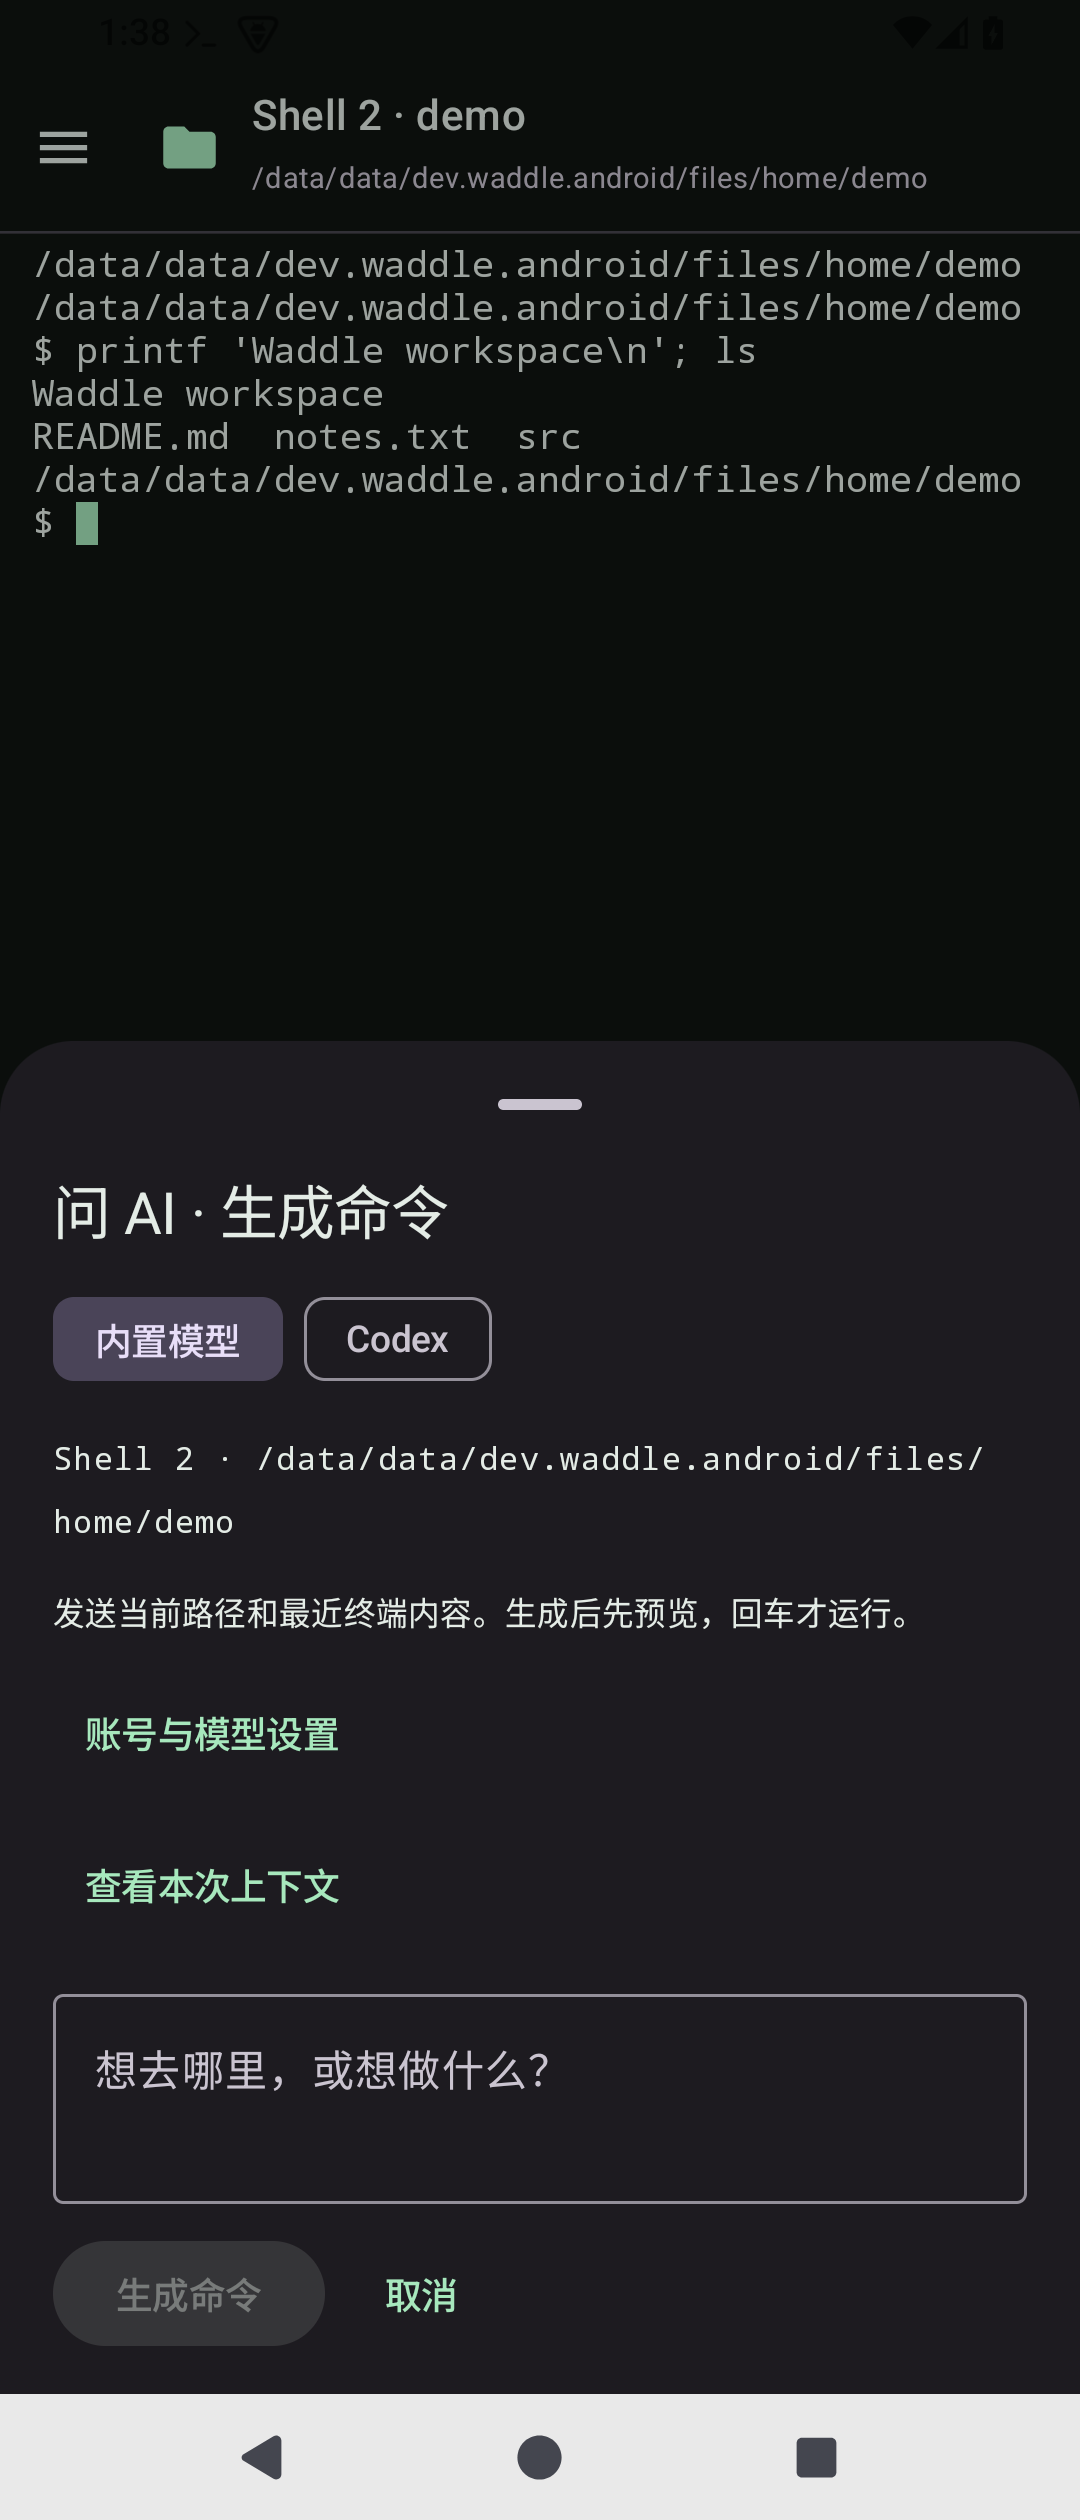 1:38
Shell 2 · demo
/data/data/dev.waddle.android/files/home/demo
/data/data/dev.waddle.android/files/home/demo
/data/data/dev.waddle.android/files/home/demo
$ printf 'Waddle workspace\n'; ls
Waddle workspace
README.md  notes.txt  src
/data/data/dev.waddle.android/files/home/demo
$
问 AI · 生成命令
内置模型
Codex
Shell 2 · /data/data/dev.waddle.android/files/
home/demo
发送当前路径和最近终端内容。生成后先预览，回车才运行。
账号与模型设置
查看本次上下文
想去哪里，或想做什么？
生成命令
取消